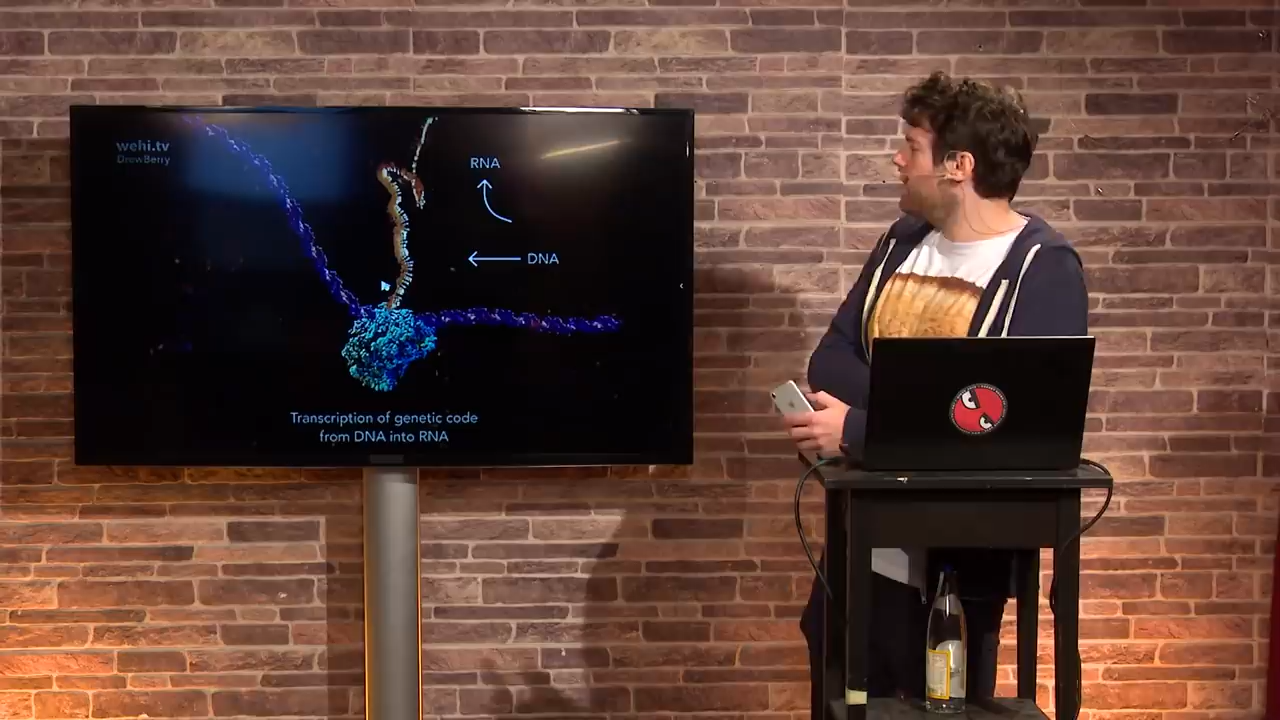 wehi.tv
DrewBerry
RNA
DNA
Transcription of genetic code
from DNA into RNA